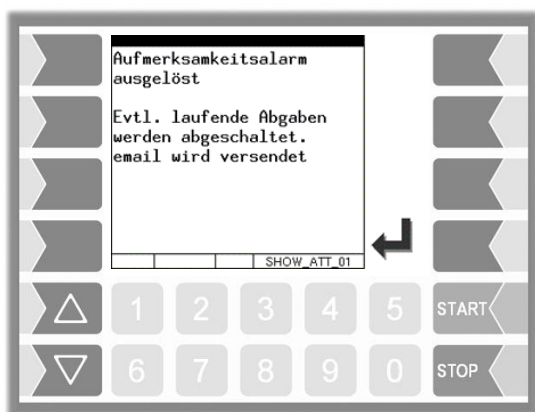 Aufmerksamkeitsalarm
ausgelöst
Evtl. laufende Abgaben
werden abgeschaltet.
email wird versendet
SHOW_ATT_01
1 2 3 4 5 START
6 7 8 9 0 STOP